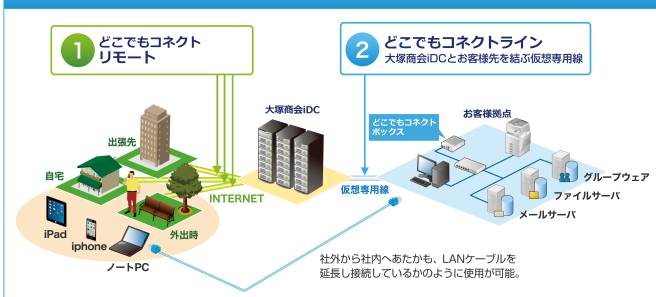 1
どこでもコネクト
リモート
2
どこでもコネクトライン
大塚商会iDCとお客様先を結ぶ仮想専用線
大塚商会iDC
お客様拠点
どこでもコネクト
ボックス
出張先
自宅
INTERNET
仮想専用線
グループウェア
ファイルサーバ
メールサーバ
iPad
iphone
外出時
ノートPC
社外から社内へあたかも、LANケーブルを
延長し接続しているかのように使用が可能。